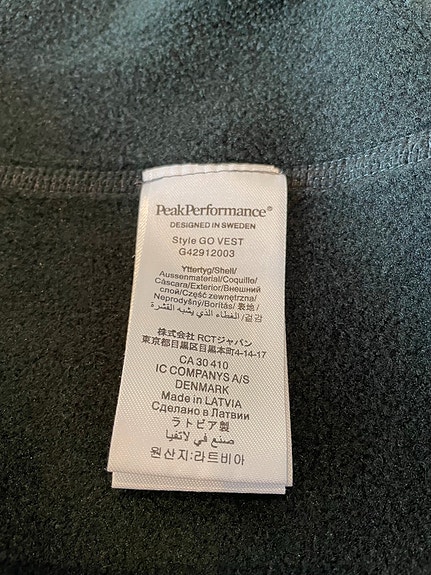 PeakPerformance®
DESIGNED IN SWEDEN
Style GO VEST
G42912003
Yttertyg/Shell/
Aussenmaterial/Coquille/
Cáscara/Exterior/Внешний
слой/Część zewnętrzna/
Neprodyšný/Borítás/表地/
겉감/الغطاء الذي يشبه القشرة/
株式会社 RCTジャパン
東京都目黒区目黒本町4-14-17
CA 30 410
IC COMPANYS A/S
DENMARK
Made in LATVIA
Сделано в Латвии
ラトビア製
صنع في لاتفيا
원산지:라트비아